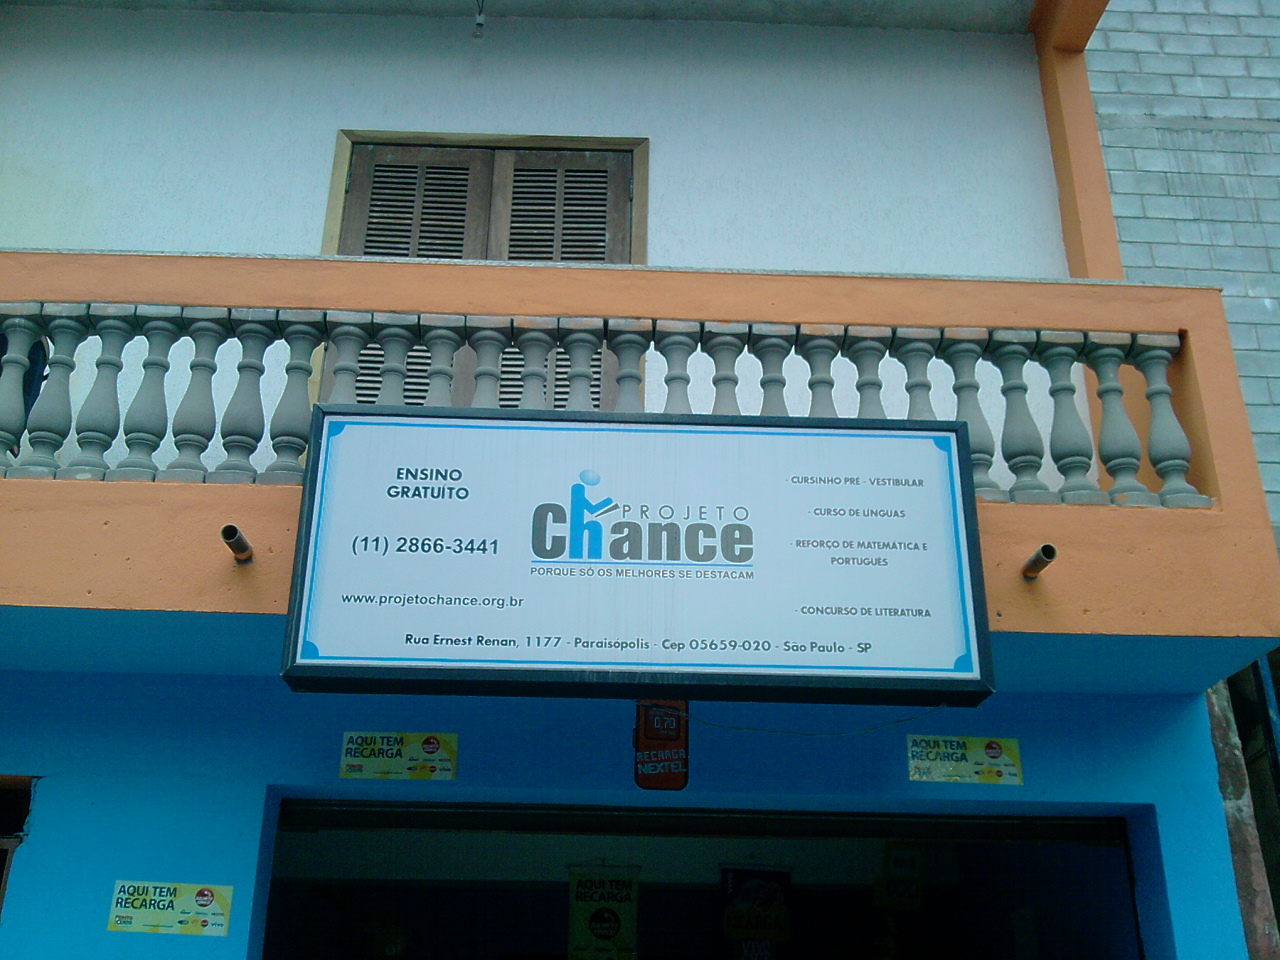 ENSINO
GRATUITO
(11) 2866-3441
www.projetochance.org.br
PROJETO
Chance
PORQUE SÓ OS MELHORES SE DESTACAM
- CURSINHO PRÉ - VESTIBULAR
- CURSO DE LÍNGUAS
- REFORÇO DE MATEMÁTICA E
PORTUGUÊS
- CONCURSO DE LITERATURA
Rua Ernest Renan, 1177 - Paraisópolis - Cep 05659-020 - São Paulo - SP
AQUI TEM
RECARGA
0,70
RECARGA
NEXTEL
AQUI TEM
RECARGA
AQUI TEM
RECARGA
AQUI TEM
RECARGA